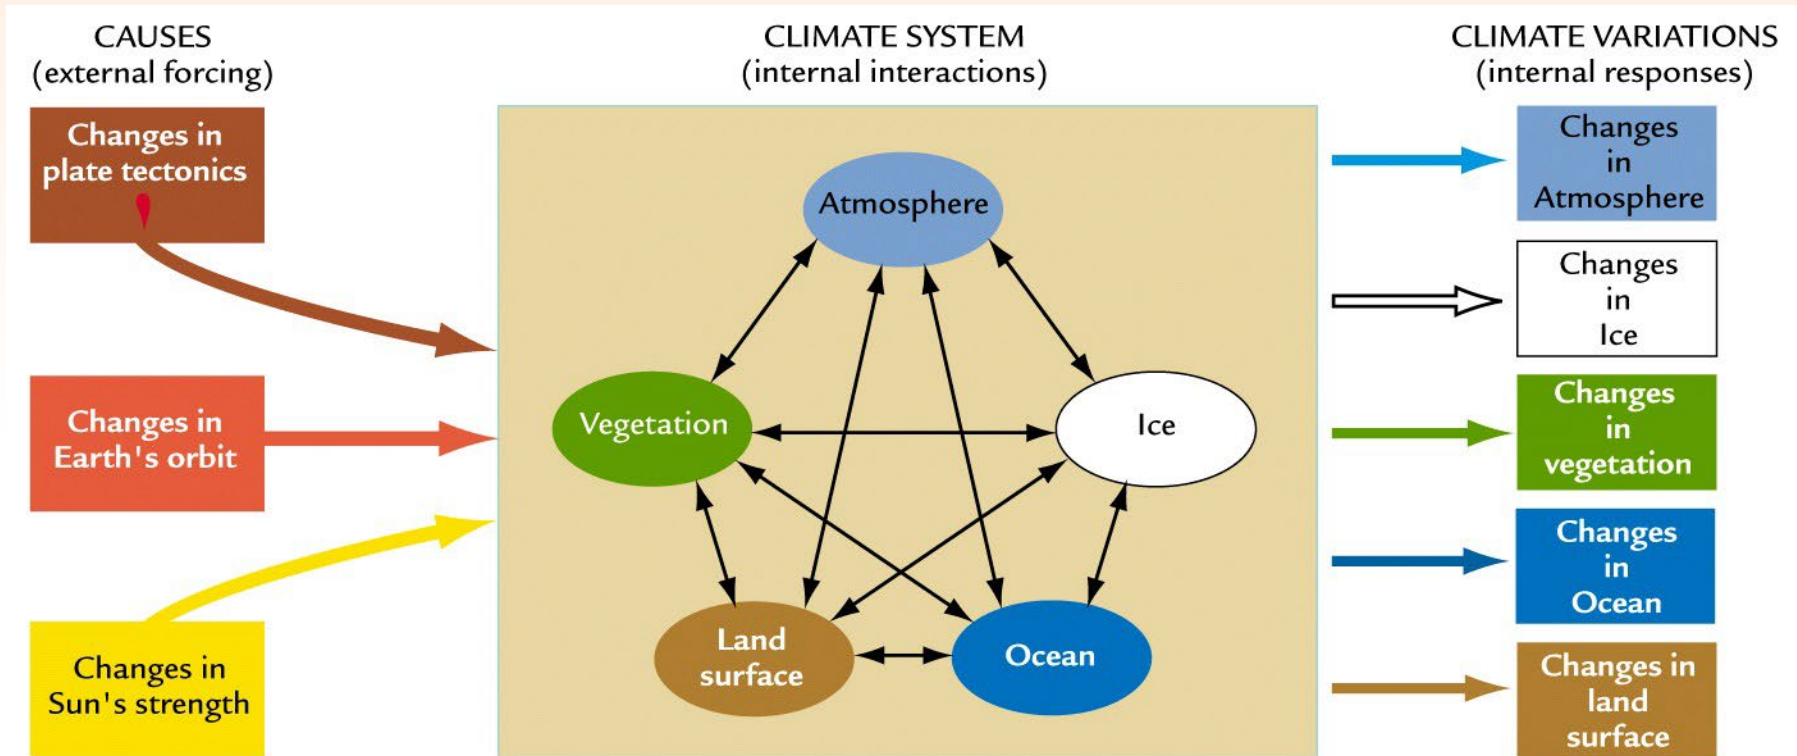 CAUSES
(external forcing)
Changes in
plate tectonics
Changes in
Earth's orbit
Changes in
Sun's strength
CLIMATE SYSTEM
(internal interactions)
Atmosphere
Vegetation
Ice
Land
surface
Ocean
CLIMATE VARIATIONS
(internal responses)
Changes
in
Atmosphere
Changes
in
Ice
Changes
in
vegetation
Changes
in
Ocean
Changes in
land
surface